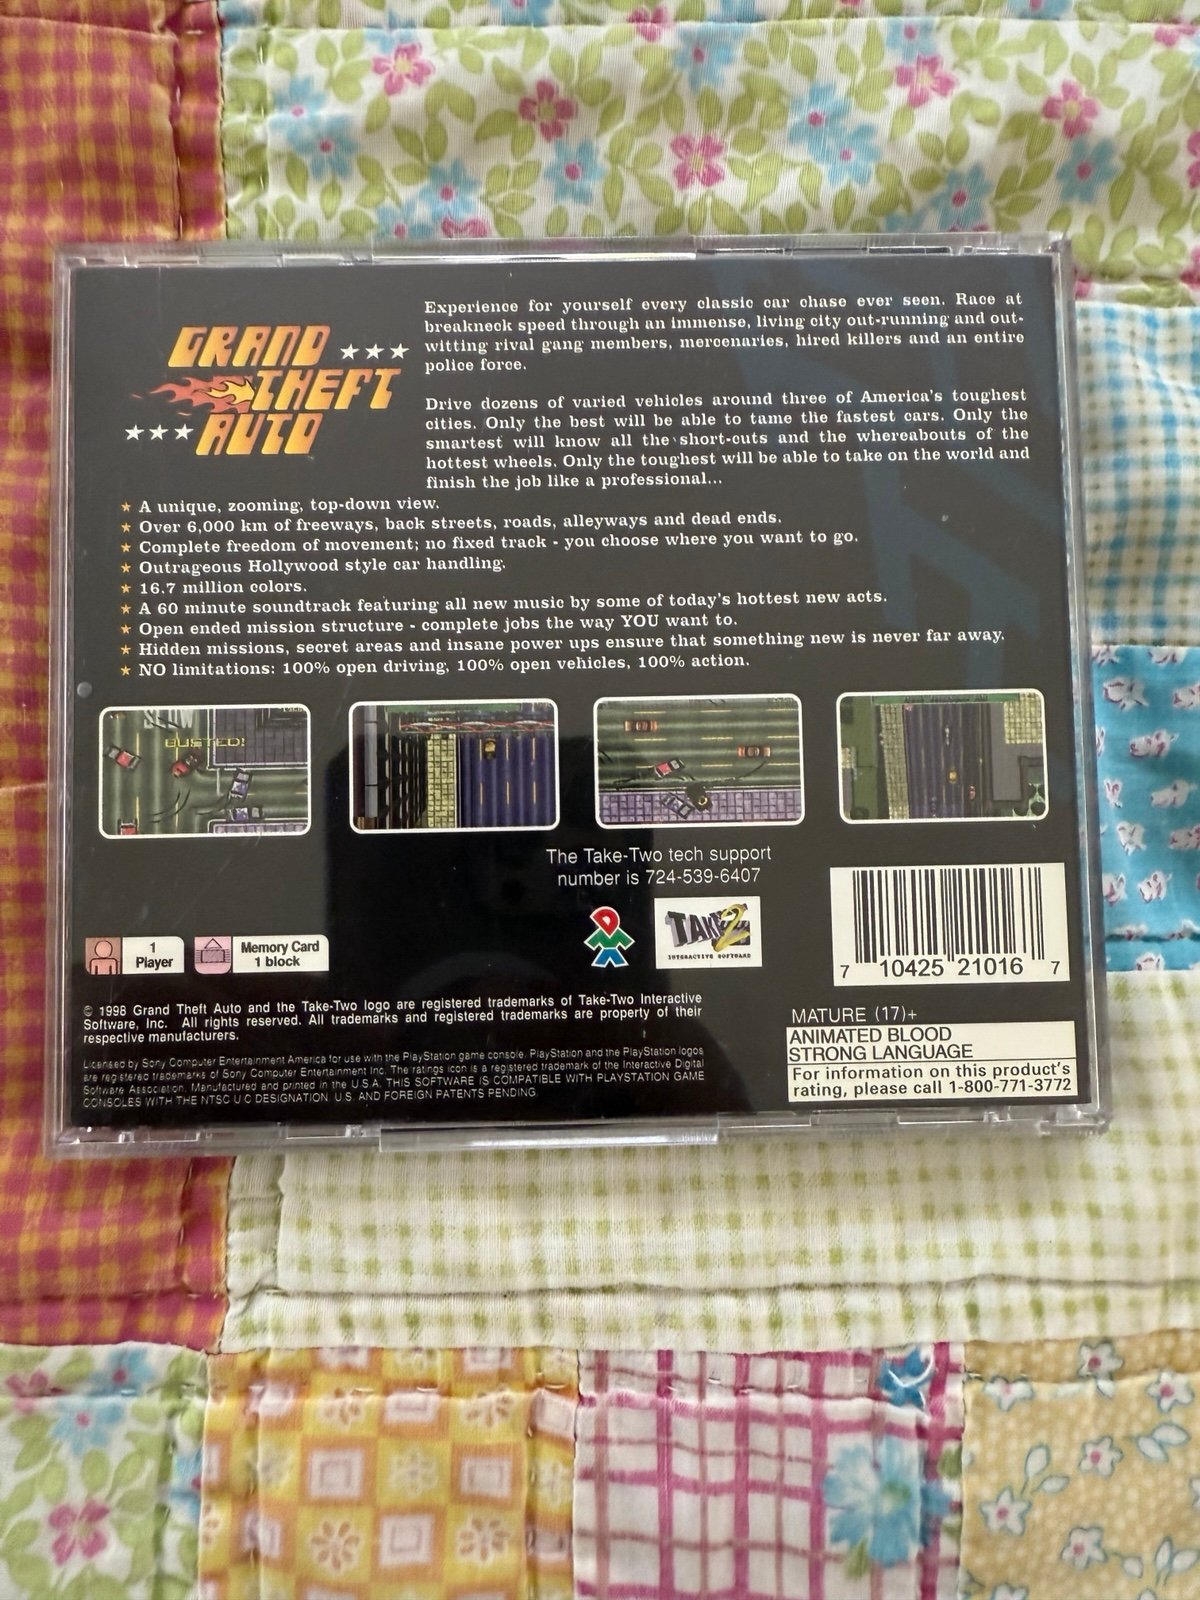 GRAND
THEFT
AUTO
Experience for yourself every classic car chase ever seen. Race at
breakneck speed through an immense, living city out-running and out-
witting rival gang members, mercenaries, hired killers and an entire
police force.
Drive dozens of varied vehicles around three of America's toughest
cities. Only the best will be able to tame the fastest cars. Only the
smartest will know all the short-cuts and the whereabouts of the
hottest wheels. Only the toughest will be able to take on the world and
finish the job like a professional...
★ A unique, zooming, top-down view.
★ Over 6,000 km of freeways, back streets, roads, alleyways and dead ends.
★ Complete freedom of movement; no fixed track - you choose where you want to go.
★ Outrageous Hollywood style car handling.
★ 16.7 million colors.
★ A 60 minute soundtrack featuring all new music by some of today's hottest new acts.
★ Open ended mission structure - complete jobs the way YOU want to.
★ Hidden missions, secret areas and insane power ups ensure that something new is never far away.
★ NO limitations: 100% open driving, 100% open vehicles, 100% action.
SLOW
BUSTED!
The Take-Two tech support
number is 724-539-6407
DMA
TAKE 2
INTERACTIVE SOFTWARE
1
Player
Memory Card
1 block
7 10425 21016 7
© 1998 Grand Theft Auto and the Take-Two logo are registered trademarks of Take-Two Interactive
Software, Inc. All rights reserved. All trademarks and registered trademarks are property of their
respective manufacturers.
Licensed by Sony Computer Entertainment America for use with the PlayStation game console. PlayStation and the PlayStation logos
are registered trademarks of Sony Computer Entertainment Inc. The ratings icon is a registered trademark of the Interactive Digital
Software Association. Manufactured and printed in the U.S.A. THIS SOFTWARE IS COMPATIBLE WITH PLAYSTATION GAME
CONSOLES WITH THE NTSC U/C DESIGNATION. U.S. AND FOREIGN PATENTS PENDING.
MATURE (17)+
ANIMATED BLOOD
STRONG LANGUAGE
For information on this product's
rating, please call 1-800-771-3772